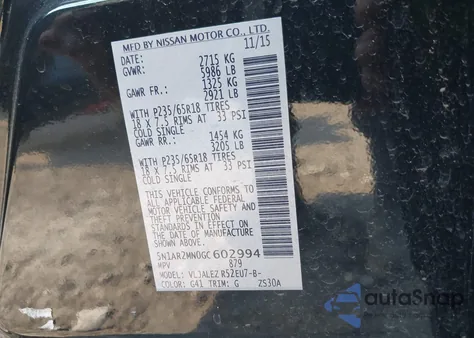 MFD BY NISSAN MOTOR CO., LTD.
DATE: 11/15
GVWR: 2715 KG
5986 LB
GAWR FR.: 1325 KG
2921 LB
WITH P235/65R18 TIRES
18 X 7.5 RIMS AT 33 PSI
COLD SINGLE
GAWR RR.: 1454 KG
3205 LB
WITH P235/65R18 TIRES
18 X 7.5 RIMS AT 33 PSI
COLD SINGLE
THIS VEHICLE CONFORMS TO
ALL APPLICABLE FEDERAL
MOTOR VEHICLE SAFETY AND
THEFT PREVENTION STANDARDS
IN EFFECT ON THE DATE OF
MANUFACTURE SHOWN ABOVE.
5N1AR2MN0GC602994
MPV 879
MODEL: VLJALEZ R52EU7-B-
COLOR: G41 TRIM: G ZS30A
autosnap